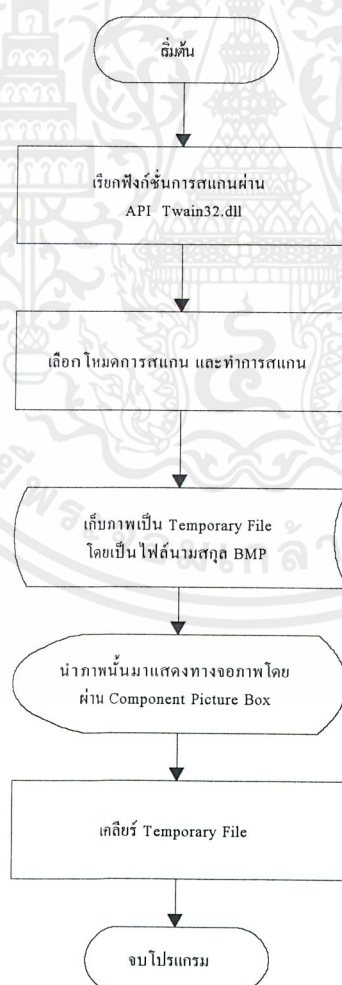 เริ่มต้น
เรียกฟังก์ชั่นการสแกนผ่าน
API Twain32.dll
เลือกโหมดการสแกน และทำการสแกน
เก็บภาพเป็น Temporary File
โดยเป็นไฟล์นามสกุล BMP
นำภาพนั้นมาแสดงทางจอภาพโดย
ผ่าน Component Picture Box
เคลียร์ Temporary File
จบโปรแกรม